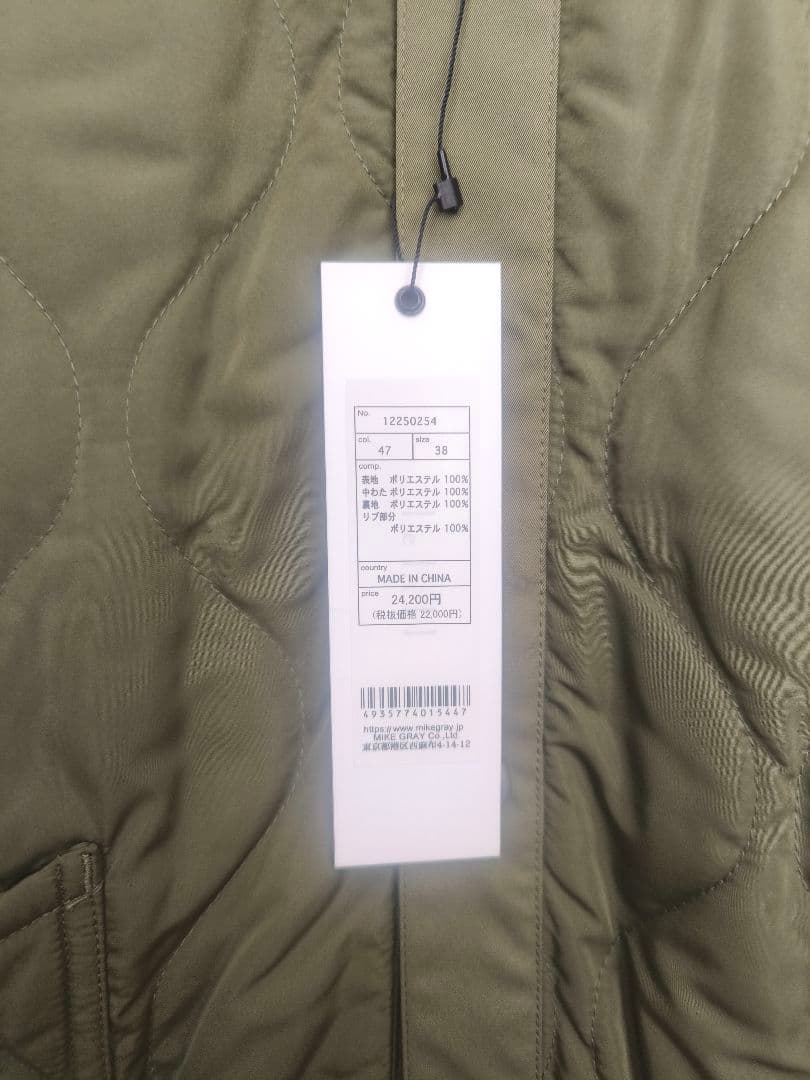 No.
12250254
col.
47
size
38
comp.
表地 ポリエステル 100%
中わた ポリエステル 100%
裏地 ポリエステル 100%
リブ部分
ポリエステル 100%
country
MADE IN CHINA
price
24,200円
(税抜価格 22,000円)
4935774015447
https://www.mikegray.jp
MIKE GRAY Co.,Ltd
東京都港区西麻布4-14-12